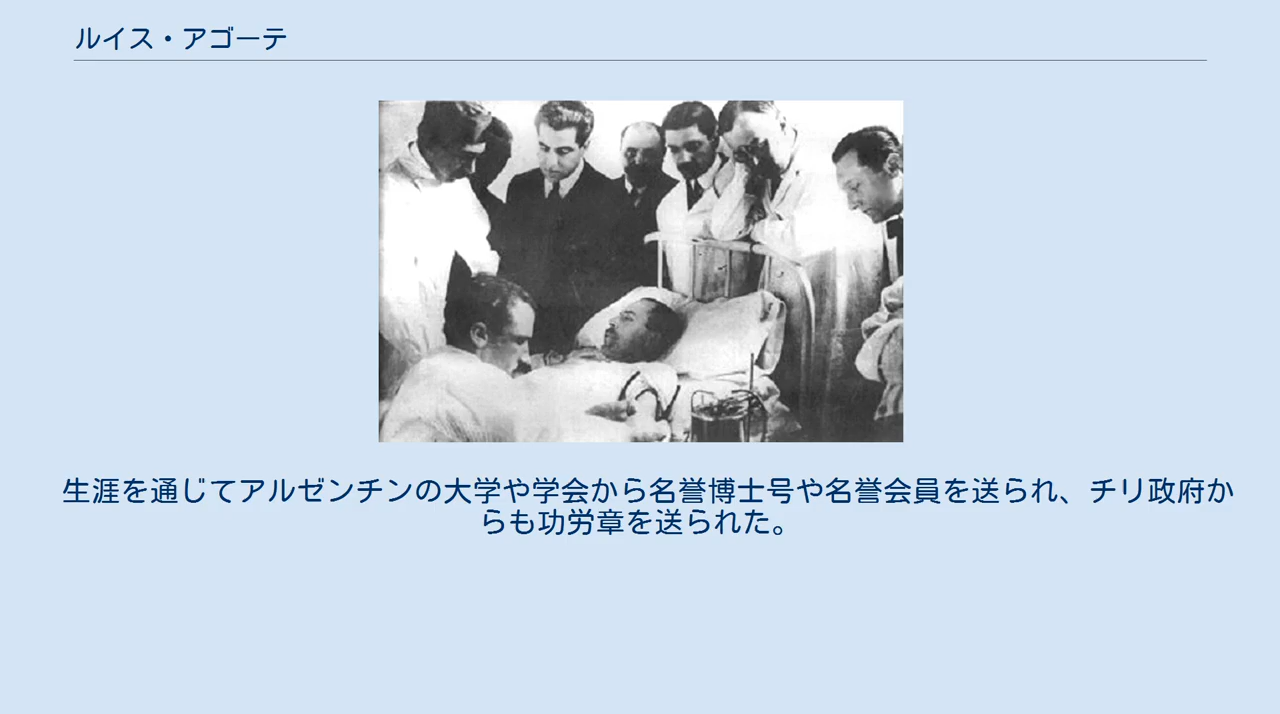 ルイス・アゴーテ
生涯を通じてアルゼンチンの大学や学会から名誉博士号や名誉会員を送られ、チリ政府か
らも功労章を送られた。